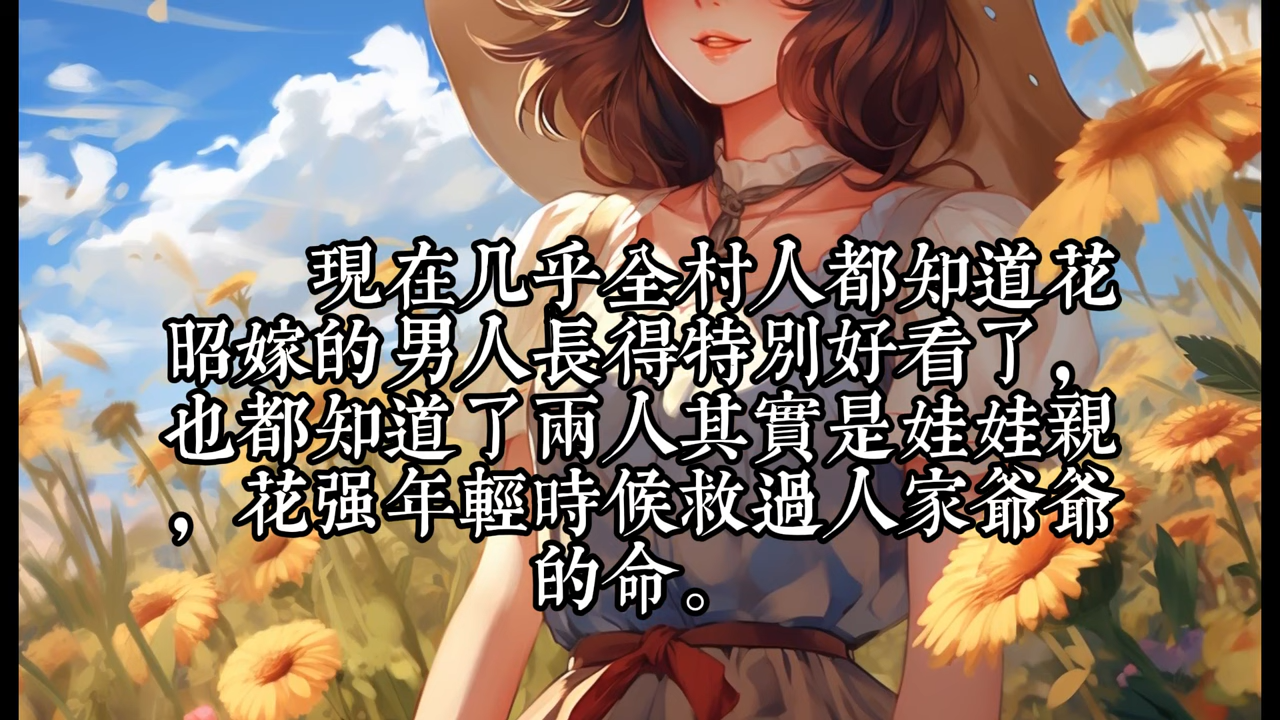 現在几乎全村人都知道花
昭嫁的男人長得特別好看了，
也都知道了兩人其實是娃娃親
，花强年輕時候救過人家爺爺
的命。